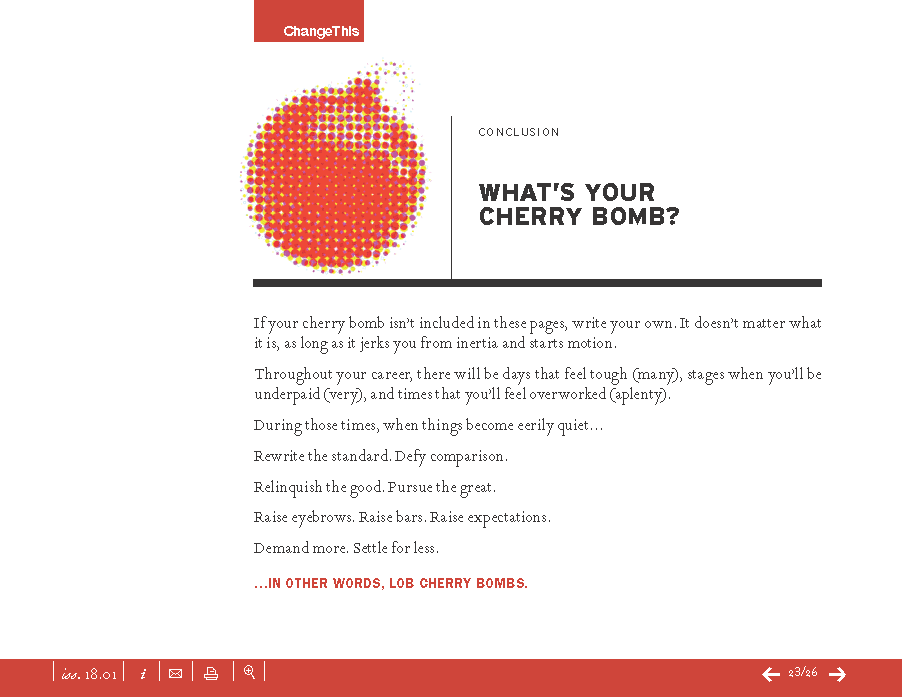 ChangeThis
CONCLUSION
WHAT'S YOUR
CHERRY BOMB?
If your cherry bomb isn't included in these pages, write your own. It doesn't matter what
it is, as long as it jerks you from inertia and starts motion.
Throughout your career, there will be days that feel tough (many), stages when you'll be
underpaid (very), and times that you'll feel overworked (aplenty).
During those times, when things become eerily quiet…
Rewrite the standard. Defy comparison.
Relinquish the good. Pursue the great.
Raise eyebrows. Raise bars. Raise expectations.
Demand more. Settle for less.
…IN OTHER WORDS, LOB CHERRY BOMBS.
iss. 18.01 i 23/26